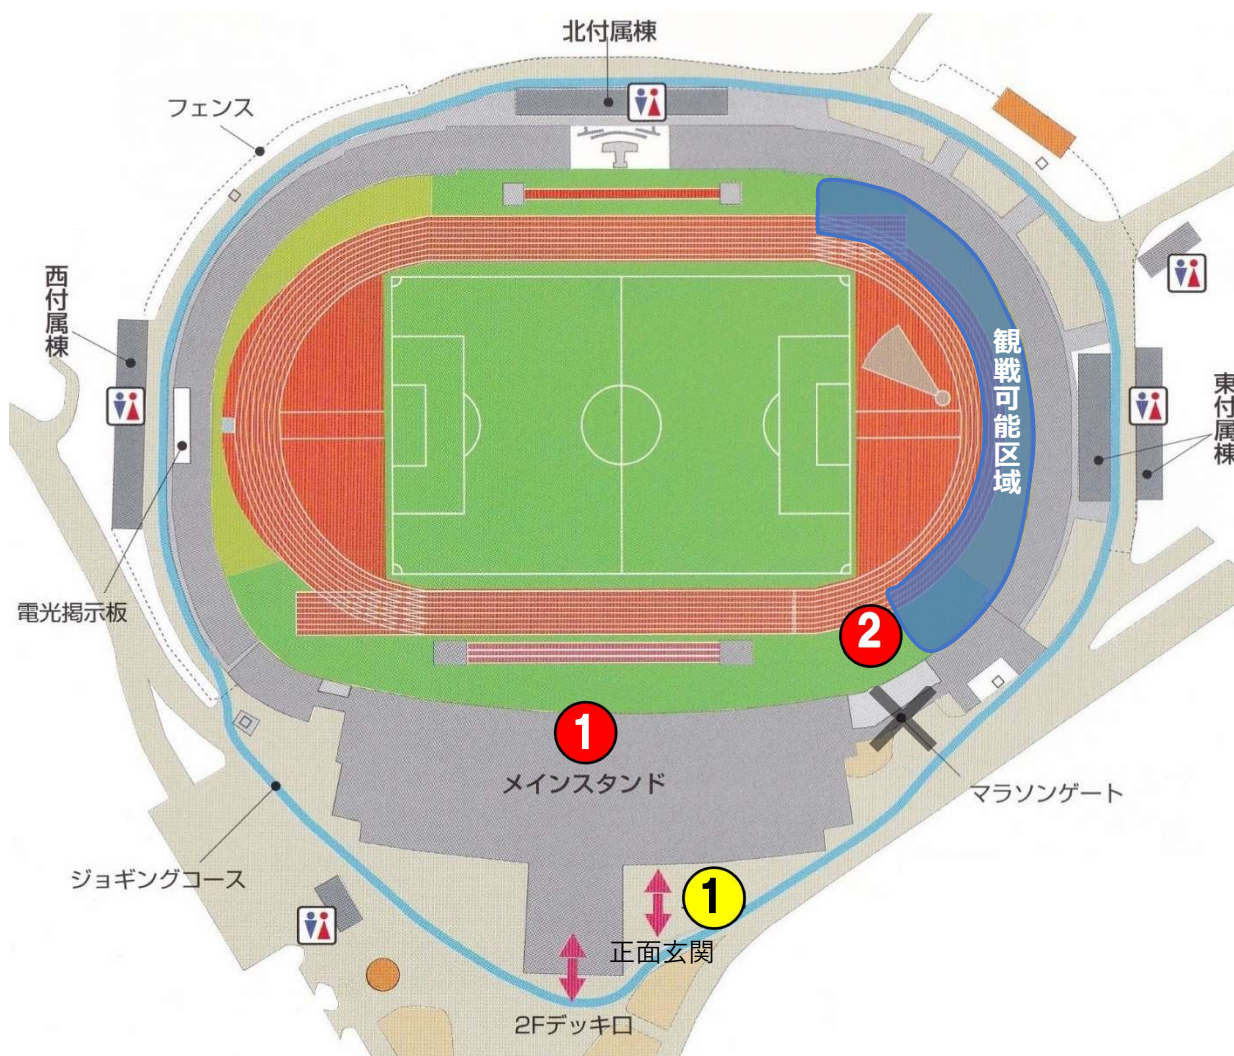 北付属棟
フェンス
西付属棟
観戦可能区域
東付属棟
電光掲示板
2
1
メインスタンド
マラソンゲート
ジョギングコース
1
正面玄関
2Fデッキ口